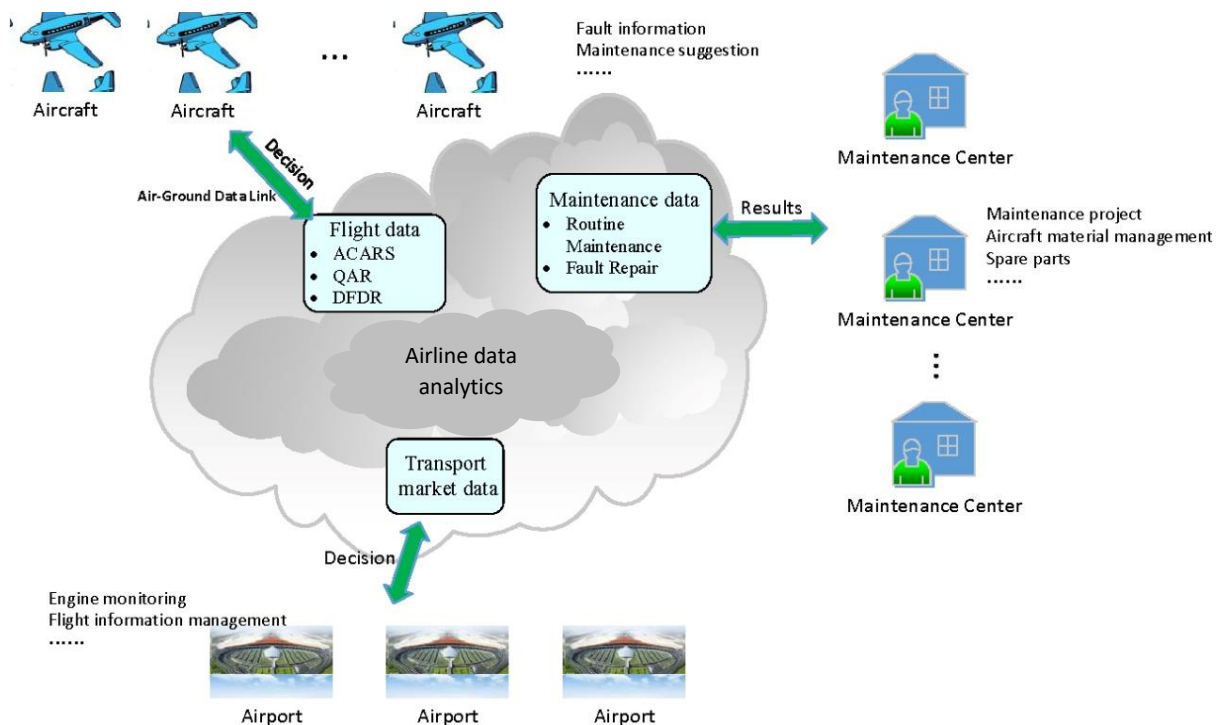 Fault information
Maintenance suggestion
......
...
Aircraft
Aircraft
Aircraft
Decision
Air-Ground Data Link
Flight data
• ACARS
• QAR
• DFDR
Maintenance data
• Routine
Maintenance
• Fault Repair
Results
Maintenance Center
Maintenance project
Aircraft material management
Spare parts
......
Maintenance Center
...
Maintenance Center
Airline data
analytics
Transport
market data
Decision
Engine monitoring
Flight information management
......
Airport
Airport
Airport